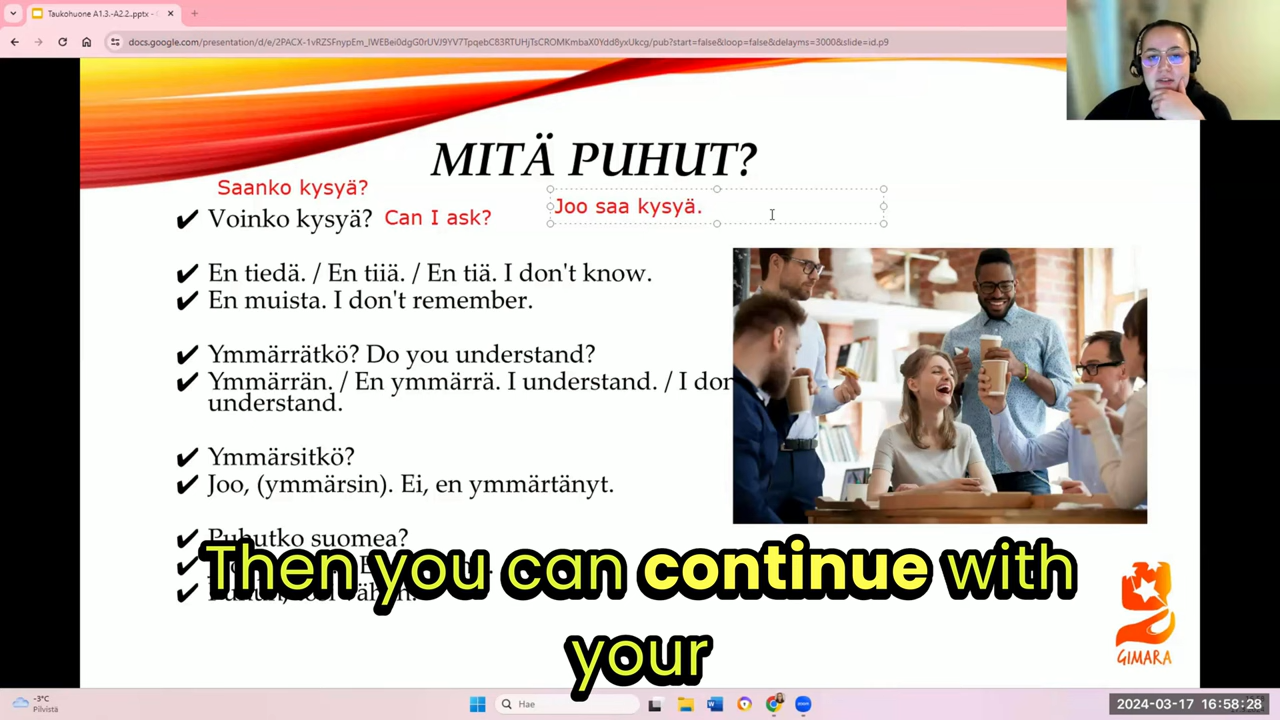 Taukohuone A1.3.-A2.2..pptx -
docs.google.com/presentation/d/e/2PACX-1vRZSFnypEm_lWEBei0dgG0rUVJ9YV7TpqebC83RTUHjTsCROMKmbaX0Ydd8yxUkcg/pub?start=false&loop=false&delayms=3000&slide=id.p9
MITÄ PUHUT?
Saanko kysyä?
Voinko kysyä? Can I ask?
Joo saa kysyä.
En tiedä. / En tiiä. / En tiä. I don't know.
En muista. I don't remember.
Ymmärrätkö? Do you understand?
Ymmärrän. / En ymmärrä. I understand. / I don
understand.
Ymmärsitkö?
Joo, (ymmärsin). Ei, en ymmärtänyt.
Puhutko suomea?
Then you can continue with
your
GIMARA
-3°C
Pilvistä
Hae
2024-03-17 16:58:28